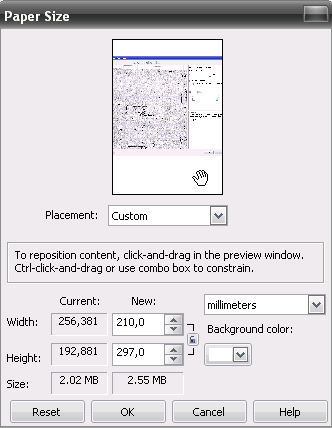 Paper Size
Placement: Custom
To reposition content, click-and-drag in the preview window.
Ctrl-click-and-drag or use combo box to constrain.
Current: New: millimeters
Width: 256,381 210,0
Background color:
Height: 192,881 297,0
Size: 2.02 MB 2.55 MB
Reset OK Cancel Help